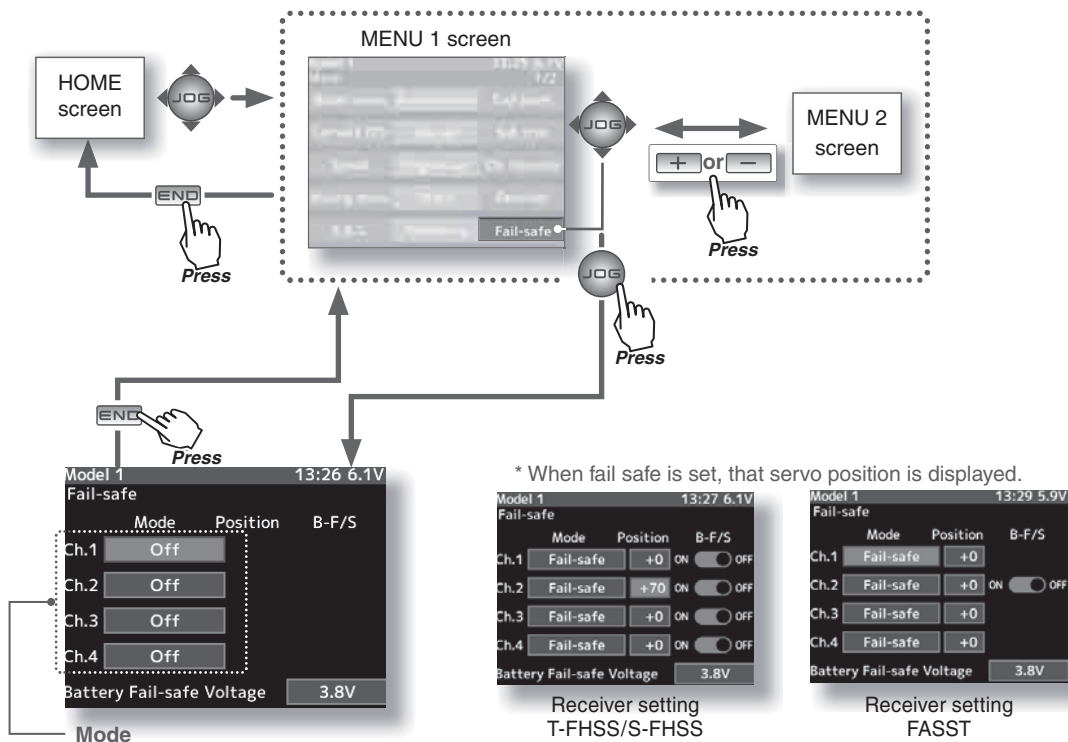 MENU 1 screen
HOME
screen
JOG
JOG
MENU 2
screen
+ or −
Press
END
Press
Fail-safe
JOG
Press
END
Press
Model 1 13:26 6.1V
Fail-safe
Mode Position B-F/S
Ch.1 Off
Ch.2 Off
Ch.3 Off
Ch.4 Off
Battery Fail-safe Voltage 3.8V
Mode
* When fail safe is set, that servo position is displayed.
Model 1 13:27 6.1V
Fail-safe
Mode Position B-F/S
Ch.1 Fail-safe +0 ON OFF
Ch.2 Fail-safe +70 ON OFF
Ch.3 Fail-safe +0 ON OFF
Ch.4 Fail-safe +0 ON OFF
Battery Fail-safe Voltage 3.8V
Receiver setting
T-FHSS/S-FHSS
Model 1 13:29 5.9V
Fail-safe
Mode Position B-F/S
Ch.1 Fail-safe +0
Ch.2 Fail-safe +0 ON OFF
Ch.3 Fail-safe +0
Ch.4 Fail-safe +0
Battery Fail-safe Voltage 3.8V
Receiver setting
FASST